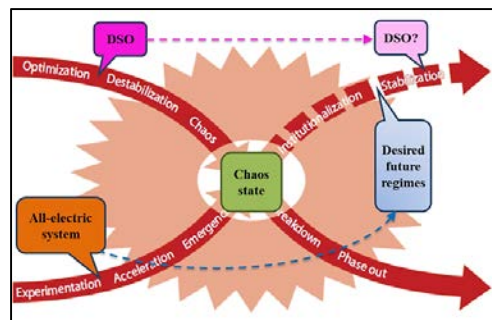 DSO
DSO?
Optimization
Destabilization
Chaos
Institutionalization
Stabilization
Chaos
state
Desired
future
regimes
All-electric
system
Experimentation
Acceleration
Emergence
Breakdown
Phase out